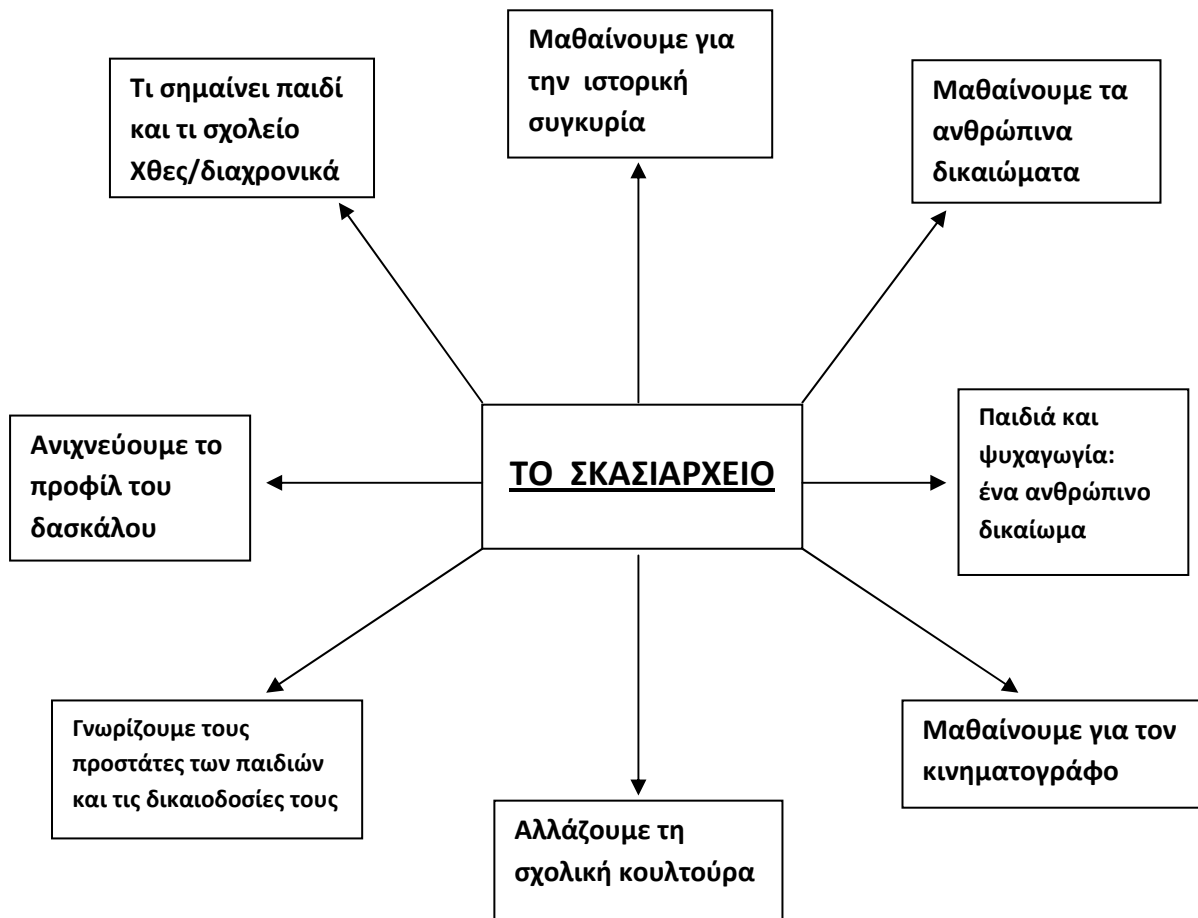 Μαθαίνουμε για
την ιστορική
συγκυρία
Τι σημαίνει παιδί
και τι σχολείο
Χθες/διαχρονικά
Μαθαίνουμε τα
ανθρώπινα
δικαιώματα
Ανιχνεύουμε το
προφίλ του
δασκάλου
ΤΟ ΣΚΑΣΙΑΡΧΕΙΟ
Παιδιά και
ψυχαγωγία:
ένα ανθρώπινο
δικαίωμα
Γνωρίζουμε τους
προστάτες των παιδιών
και τις δικαιοδοσίες τους
Αλλάζουμε τη
σχολική κουλτούρα
Μαθαίνουμε για τον
κινηματογράφο